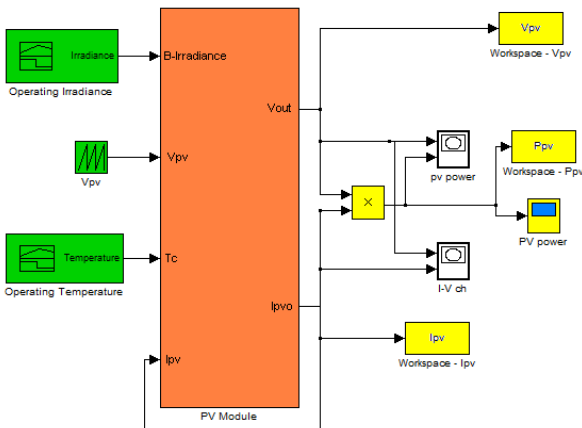 Irradiance
Operating Irradiance
Vpv
Temperature
Operating Temperature
B-Irradiance
Vpv
Tc
Ipv
Vout
Ipvo
PV Module
Vpv
Workspace - Vpv
pv power
Ppv
Workspace - Ppv
×
PV power
I-V ch
Ipv
Workspace - Ipv